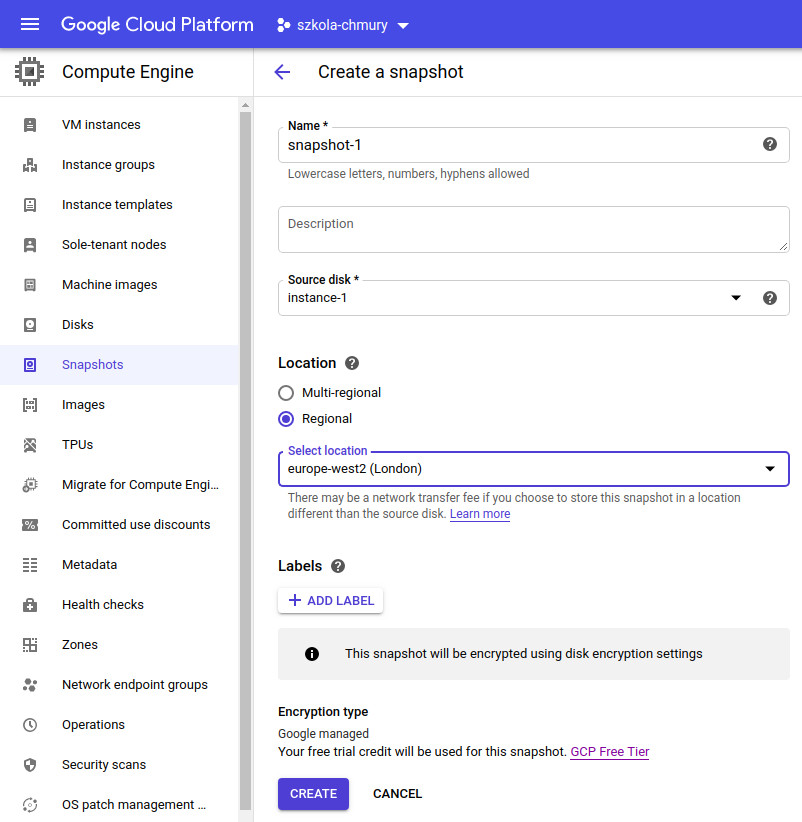 Google Cloud Platform
szkola-chmury
Compute Engine
VM instances
Instance groups
Instance templates
Sole-tenant nodes
Machine images
Disks
Snapshots
Images
TPUs
Migrate for Compute Engi...
Committed use discounts
Metadata
Health checks
Zones
Network endpoint groups
Operations
Security scans
OS patch management ...
Create a snapshot
Name *
snapshot-1
Lowercase letters, numbers, hyphens allowed
Description
Source disk *
instance-1
Location
Multi-regional
Regional
Select location
europe-west2 (London)
There may be a network transfer fee if you choose to store this snapshot in a location
different than the source disk. Learn more
Labels
ADD LABEL
This snapshot will be encrypted using disk encryption settings
Encryption type
Google managed
Your free trial credit will be used for this snapshot. GCP Free Tier
CREATE
CANCEL